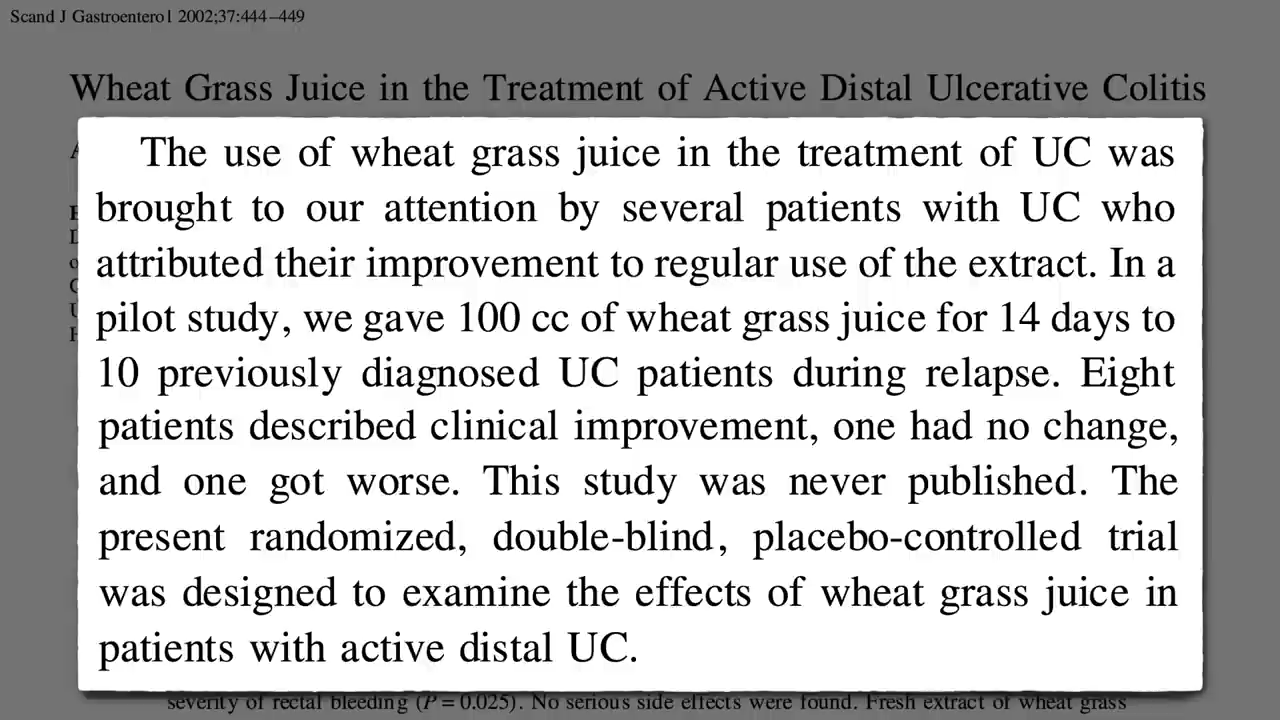 Scand J Gastroenterol 2002;37:444–449
Wheat Grass Juice in the Treatment of Active Distal Ulcerative Colitis
The use of wheat grass juice in the treatment of UC was
brought to our attention by several patients with UC who
attributed their improvement to regular use of the extract. In a
pilot study, we gave 100 cc of wheat grass juice for 14 days to
10 previously diagnosed UC patients during relapse. Eight
patients described clinical improvement, one had no change,
and one got worse. This study was never published. The
present randomized, double-blind, placebo-controlled trial
was designed to examine the effects of wheat grass juice in
patients with active distal UC.
severity of rectal bleeding (P = 0.025). No serious side effects were found. Fresh extract of wheat grass